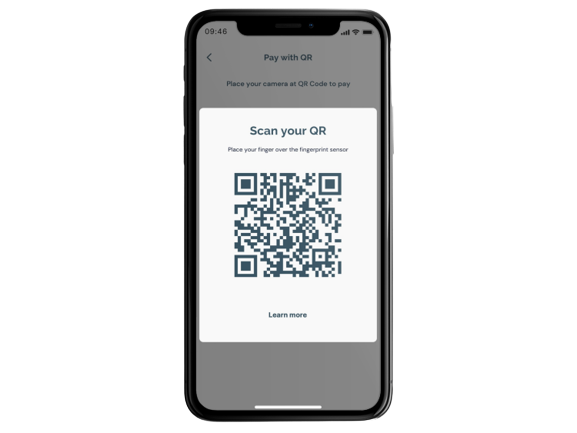 09:46
Pay with QR
Place your camera at QR Code to pay
Scan your QR
Place your finger over the fingerprint sensor
Learn more